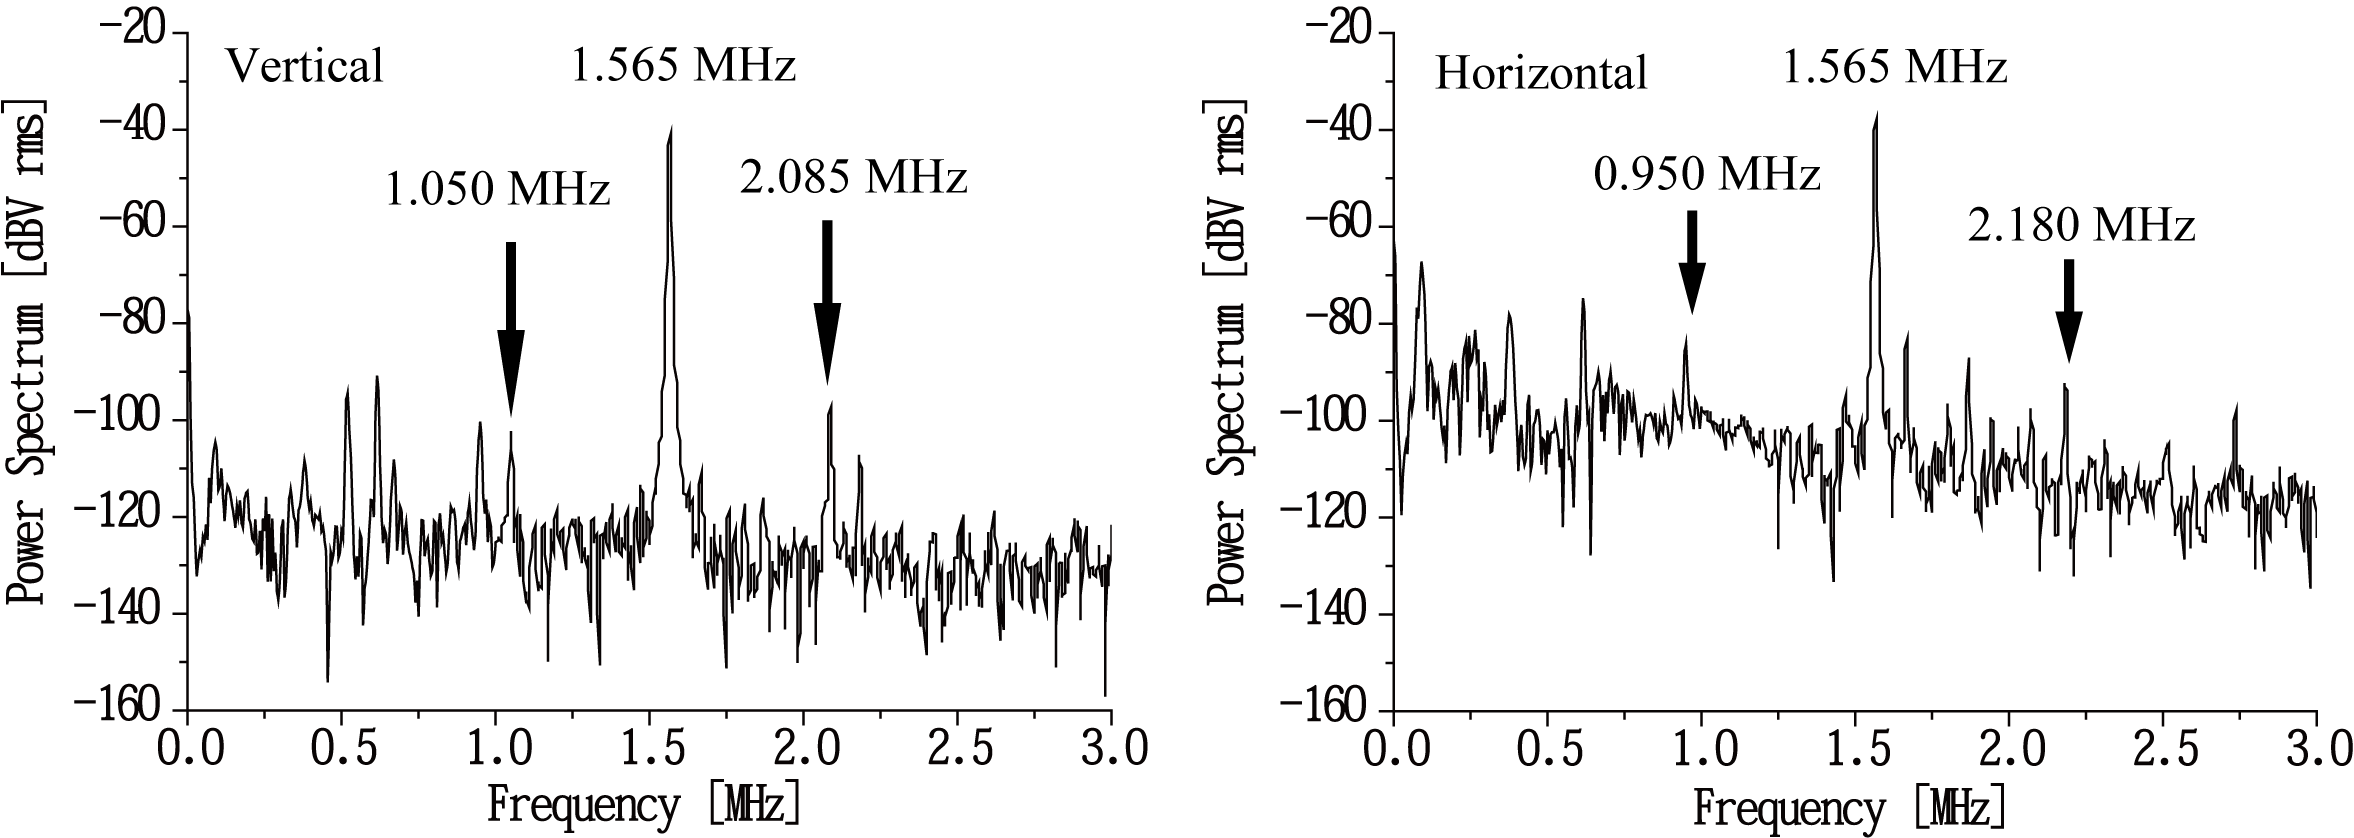 Vertical
1.565 MHz
1.050 MHz
2.085 MHz
Power Spectrum [dBV rms]
−20
−40
−60
−80
−100
−120
−140
−160
0.0 0.5 1.0 1.5 2.0 2.5 3.0
Frequency [MHz]
Horizontal
1.565 MHz
0.950 MHz
2.180 MHz
Power Spectrum [dBV rms]
−20
−40
−60
−80
−100
−120
−140
−160
0.0 0.5 1.0 1.5 2.0 2.5 3.0
Frequency [MHz]